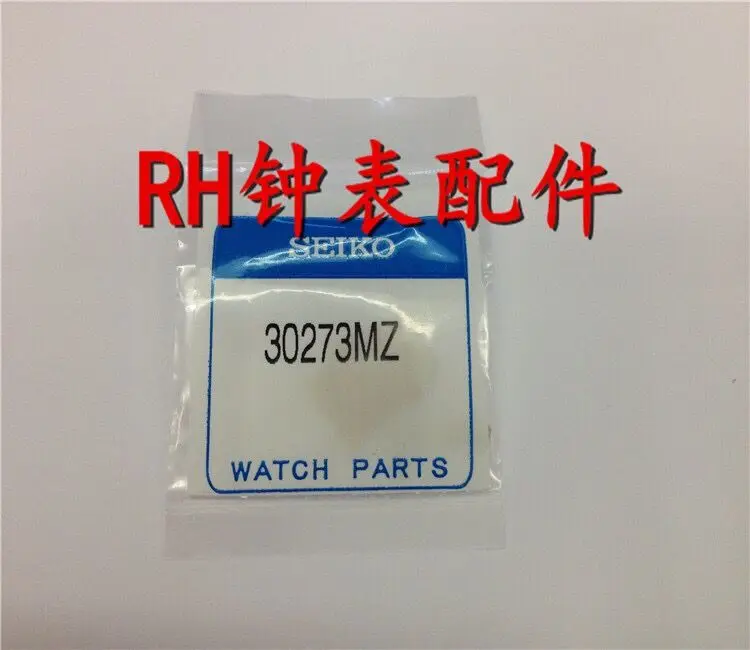 RH钟表配件
SEIKO
30273MZ
WATCH PARTS